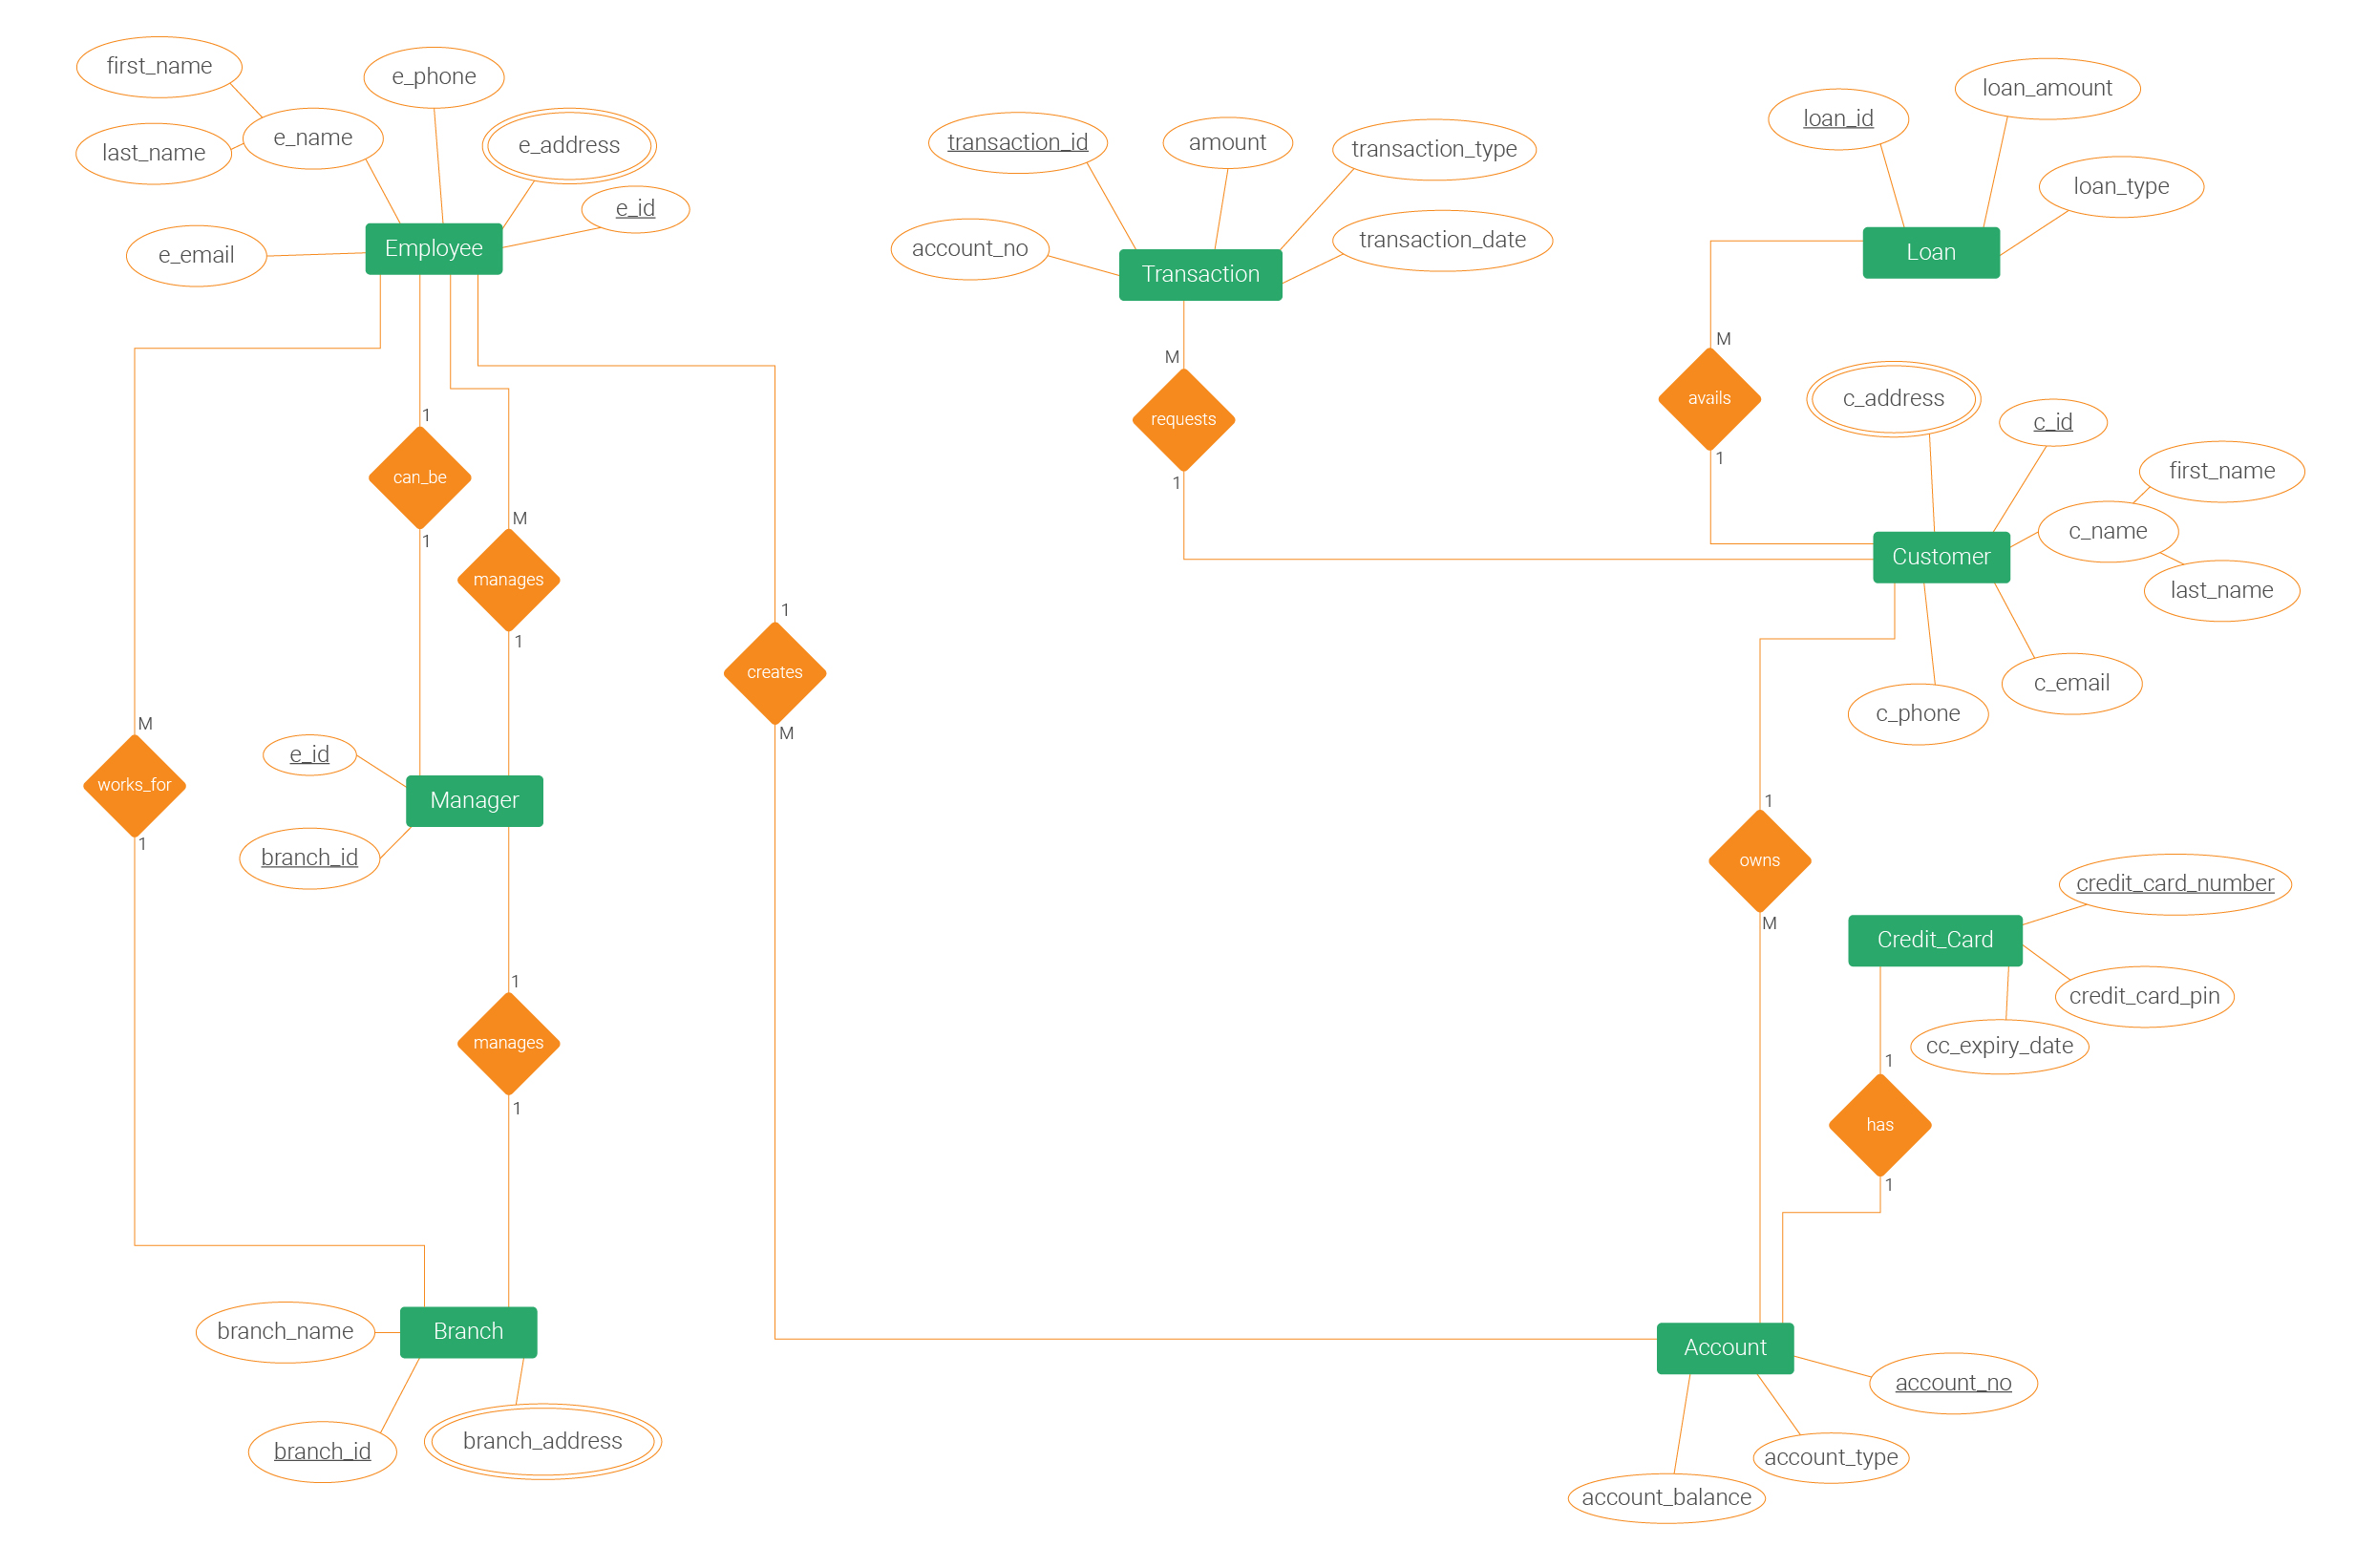 first_name
e_phone
last_name
e_name
e_address
e_id
e_email
Employee
transaction_id
amount
transaction_type
account_no
transaction_date
Transaction
loan_id
loan_amount
loan_type
Loan
M
avails
1
M
requests
1
c_address
c_id
first_name
c_name
last_name
Customer
c_email
c_phone
1
can_be
1
M
manages
1
1
creates
M
M
works_for
1
e_id
Manager
branch_id
1
owns
M
credit_card_number
Credit_Card
credit_card_pin
cc_expiry_date
1
manages
1
1
has
1
branch_name
Branch
branch_id
branch_address
Account
account_no
account_type
account_balance